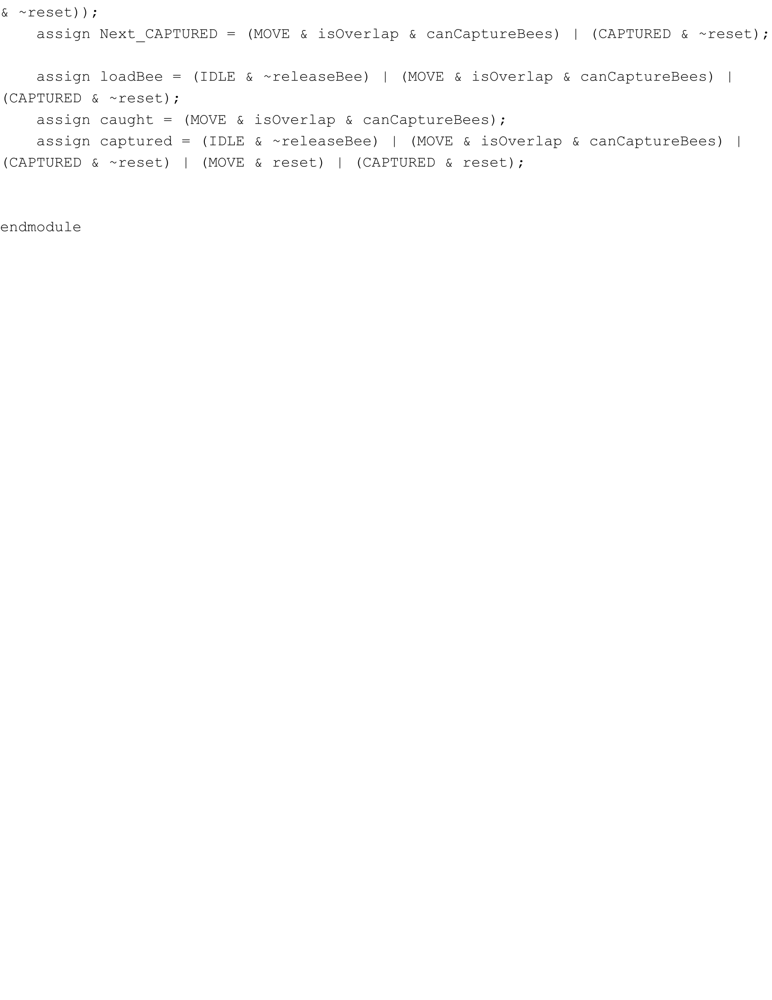 & ~reset));
    assign Next_CAPTURED = (MOVE & isOverlap & canCaptureBees) | (CAPTURED & ~reset);
    assign loadBee = (IDLE & ~releaseBee) | (MOVE & isOverlap & canCaptureBees) |
(CAPTURED & ~reset);
    assign caught = (MOVE & isOverlap & canCaptureBees);
    assign captured = (IDLE & ~releaseBee) | (MOVE & isOverlap & canCaptureBees) |
(CAPTURED & ~reset) | (MOVE & reset) | (CAPTURED & reset);
endmodule